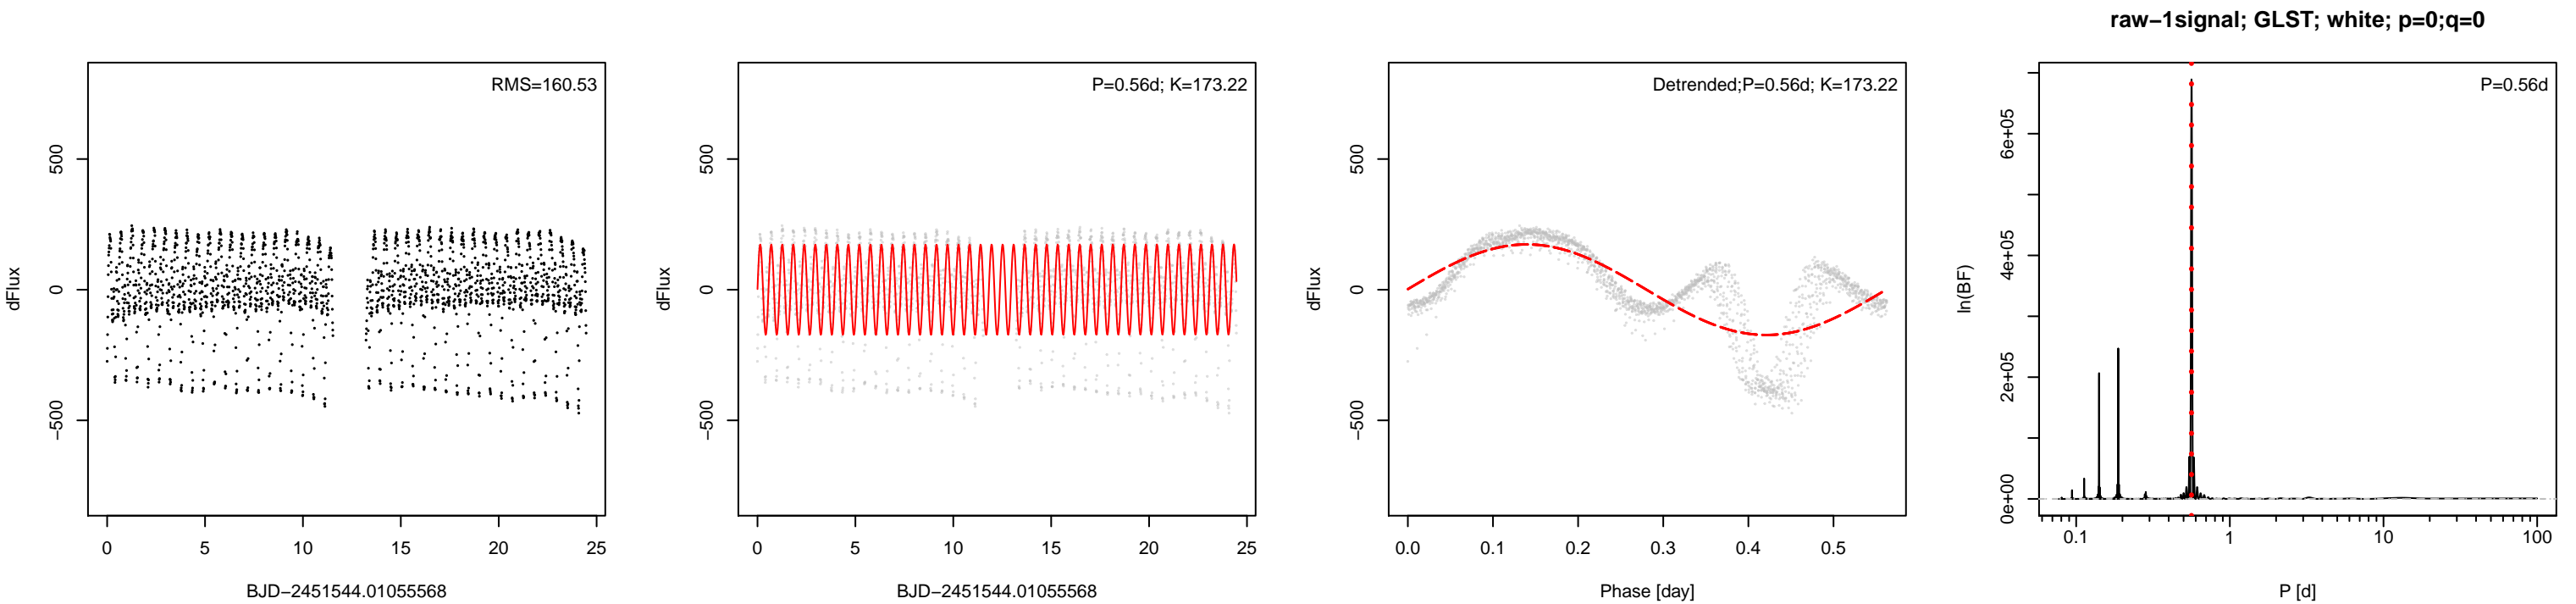 raw−1signal; GLST; white; p=0;q=0
RMS=160.53
dFlux
500
0
−500
0 5 10 15 20 25
BJD−2451544.01055568
P=0.56d; K=173.22
dFlux
500
0
−500
0 5 10 15 20 25
BJD−2451544.01055568
Detrended;P=0.56d; K=173.22
dFlux
500
0
−500
0.0 0.1 0.2 0.3 0.4 0.5
Phase [day]
P=0.56d
ln(BF)
6e+05
4e+05
2e+05
0e+00
0.1 1 10 100
P [d]